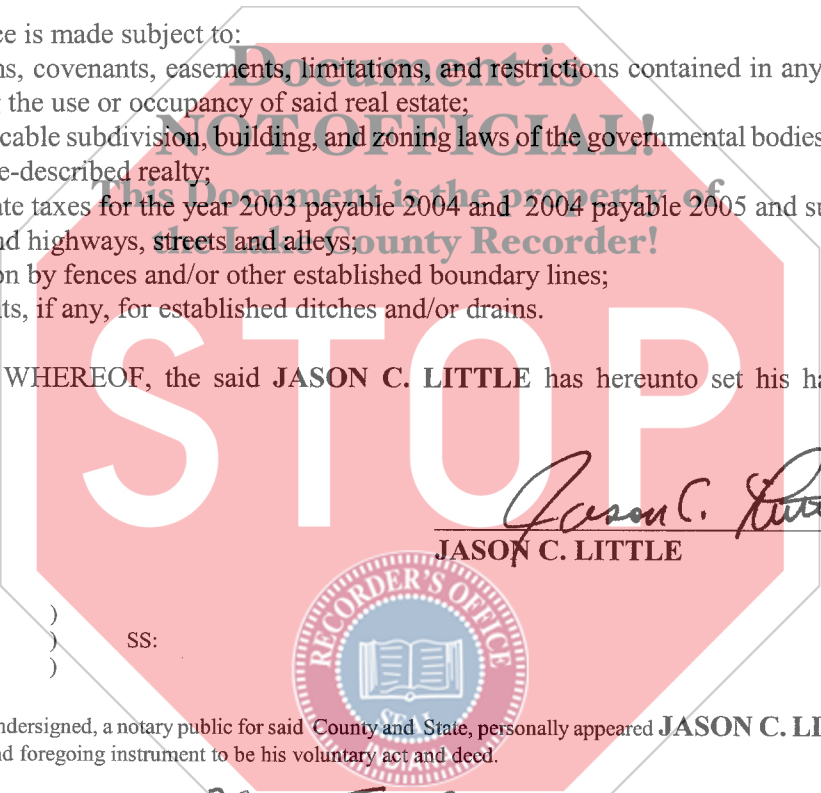 ce is made subject to:
Document is
ns, covenants, easements, limitations, and restrictions contained in any
the use or occupancy of said real estate;
NOT OFFICIAL!
cable subdivision, building, and zoning laws of the governmental bodies
e-described realty;
This Document is the property of
ate taxes for the year 2003 payable 2004 and 2004 payable 2005 and su
nd highways, streets and alleys;
the Lake County Recorder!
on by fences and/or other established boundary lines;
ts, if any, for established ditches and/or drains.
STOP
WHEREOF, the said JASON C. LITTLE has hereunto set his ha
Jason C.
JASON C. LITTLE
RECORDER'S OFFICE
)
) SS:
)
SEAL
INDIANA
ndersigned, a notary public for said County and State, personally appeared JASON C. LI
nd foregoing instrument to be his voluntary act and deed.